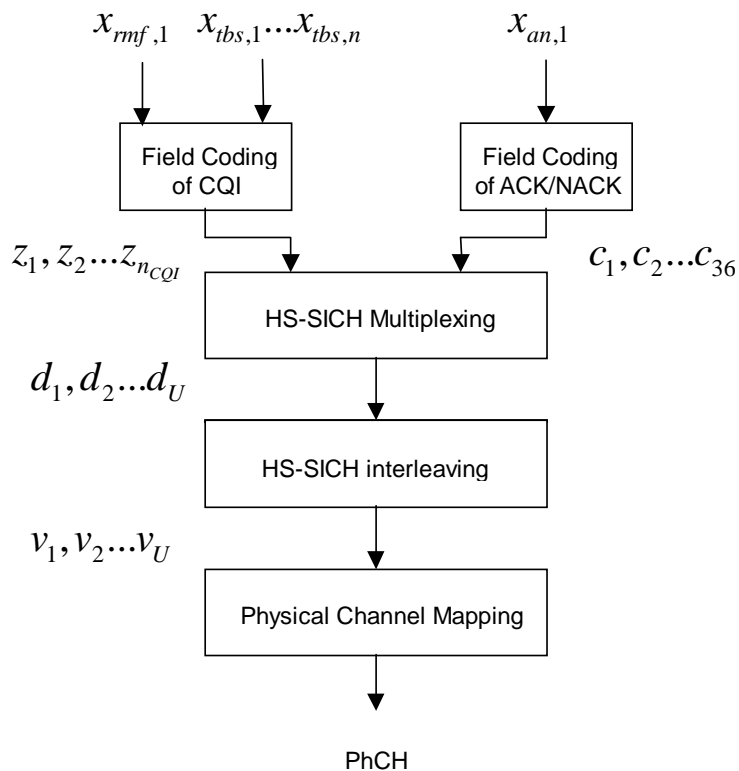 x_{rmf,1} x_{tbs,1}...x_{tbs,n} x_{an,1}
Field Coding of CQI
Field Coding of ACK/NACK
z_1, z_2...z_{n_{CQI}} c_1, c_2...c_{36}
HS-SICH Multiplexing
d_1, d_2...d_U
HS-SICH interleaving
v_1, v_2...v_U
Physical Channel Mapping
PhCH